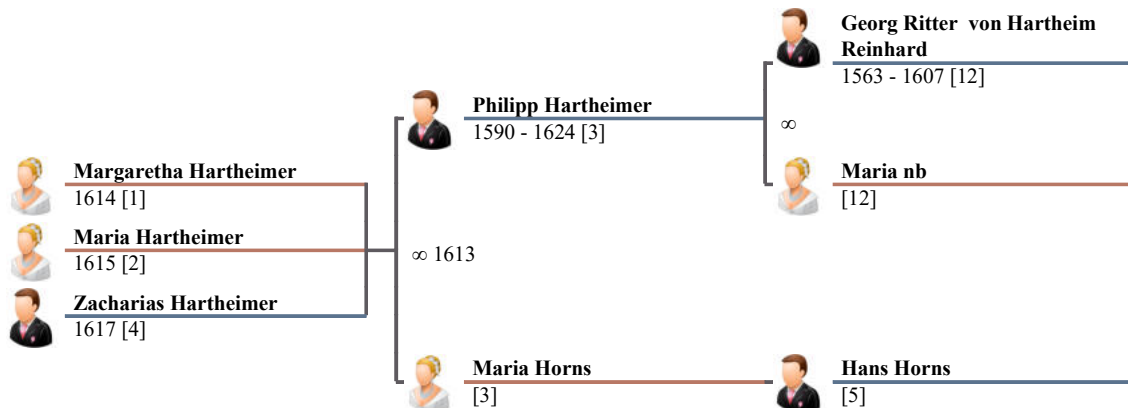 Georg Ritter von Hartheim
Reinhard
1563 - 1607 [12]
Philipp Hartheimer
1590 - 1624 [3]
∞
Margaretha Hartheimer
1614 [1]
Maria nb
[12]
Maria Hartheimer
1615 [2]
∞ 1613
Zacharias Hartheimer
1617 [4]
Maria Horns
[3]
Hans Horns
[5]